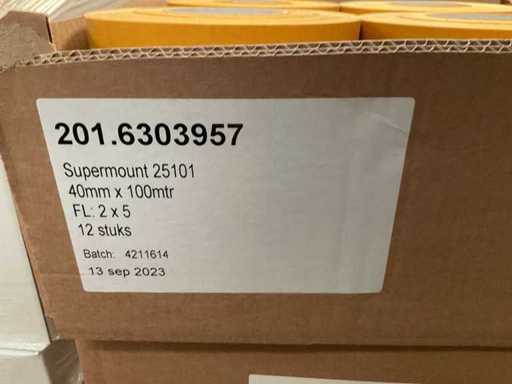 201.6303957
Supermount 25101
40mm x 100mtr
FL: 2 x 5
12 stuks
Batch: 4211614
13 sep 2023